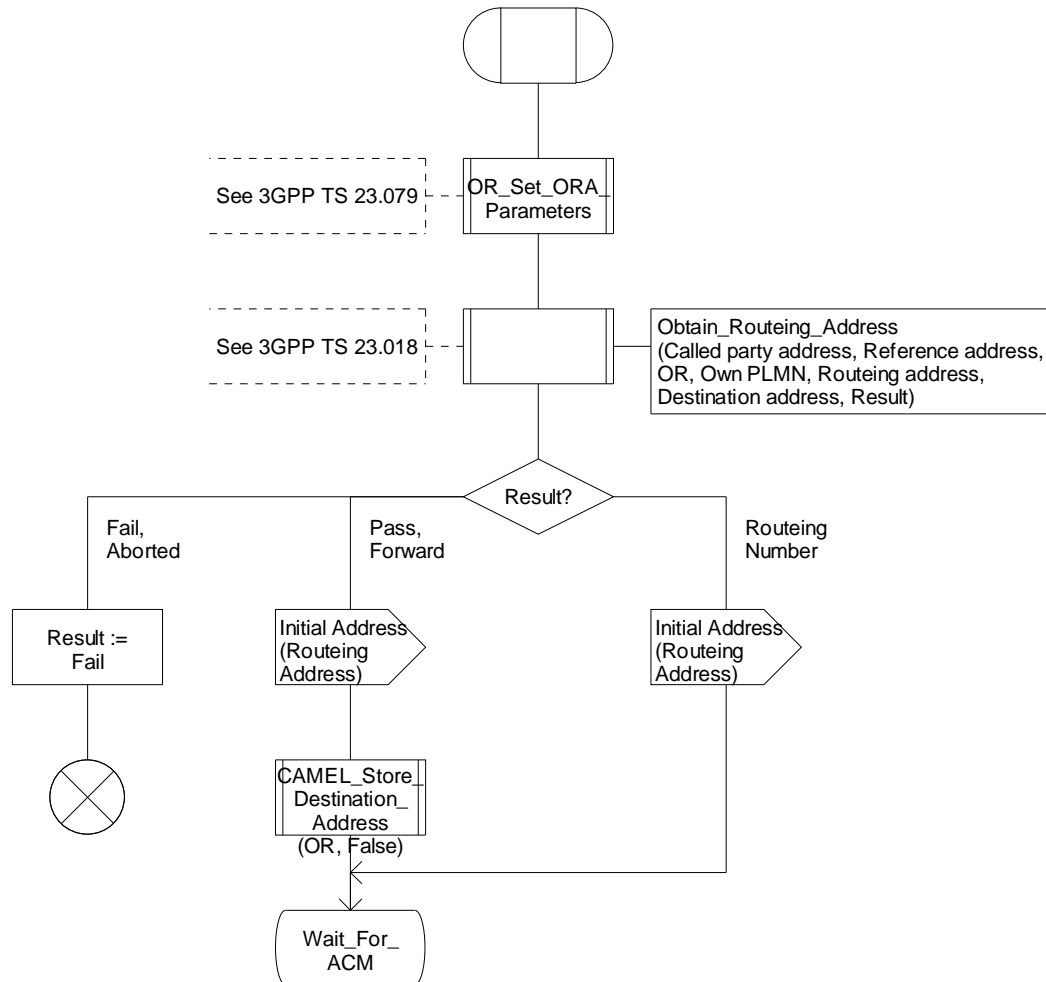 See 3GPP TS 23.079
OR_Set_ORA_
Parameters
See 3GPP TS 23.018
Obtain_Routeing_Address
(Called party address, Reference address,
OR, Own PLMN, Routeing address,
Destination address, Result)
Result?
Fail,
Aborted
Pass,
Forward
Routeing
Number
Result :=
Fail
Initial Address
(Routeing
Address)
Initial Address
(Routeing
Address)
CAMEL_Store_
Destination_
Address
(OR, False)
Wait_For_
ACM